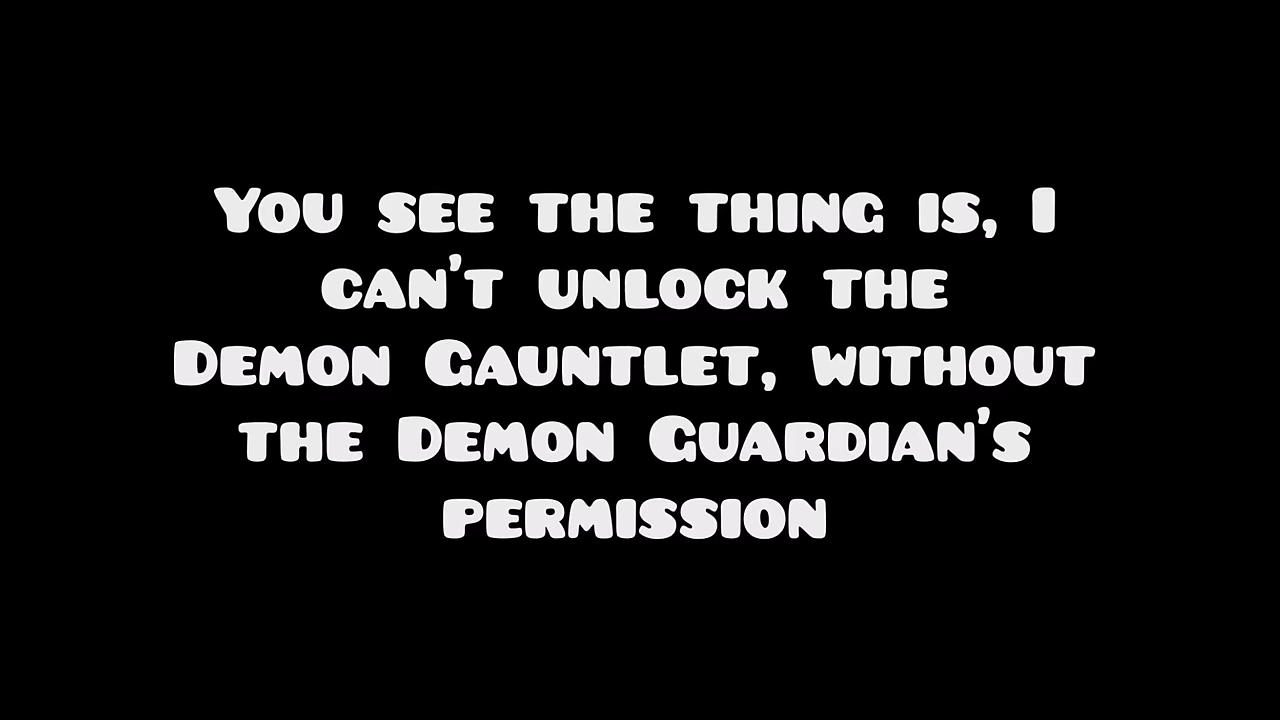 You see the thing is, I
can't unlock the
Demon Gauntlet, without
the Demon Guardian's
permission